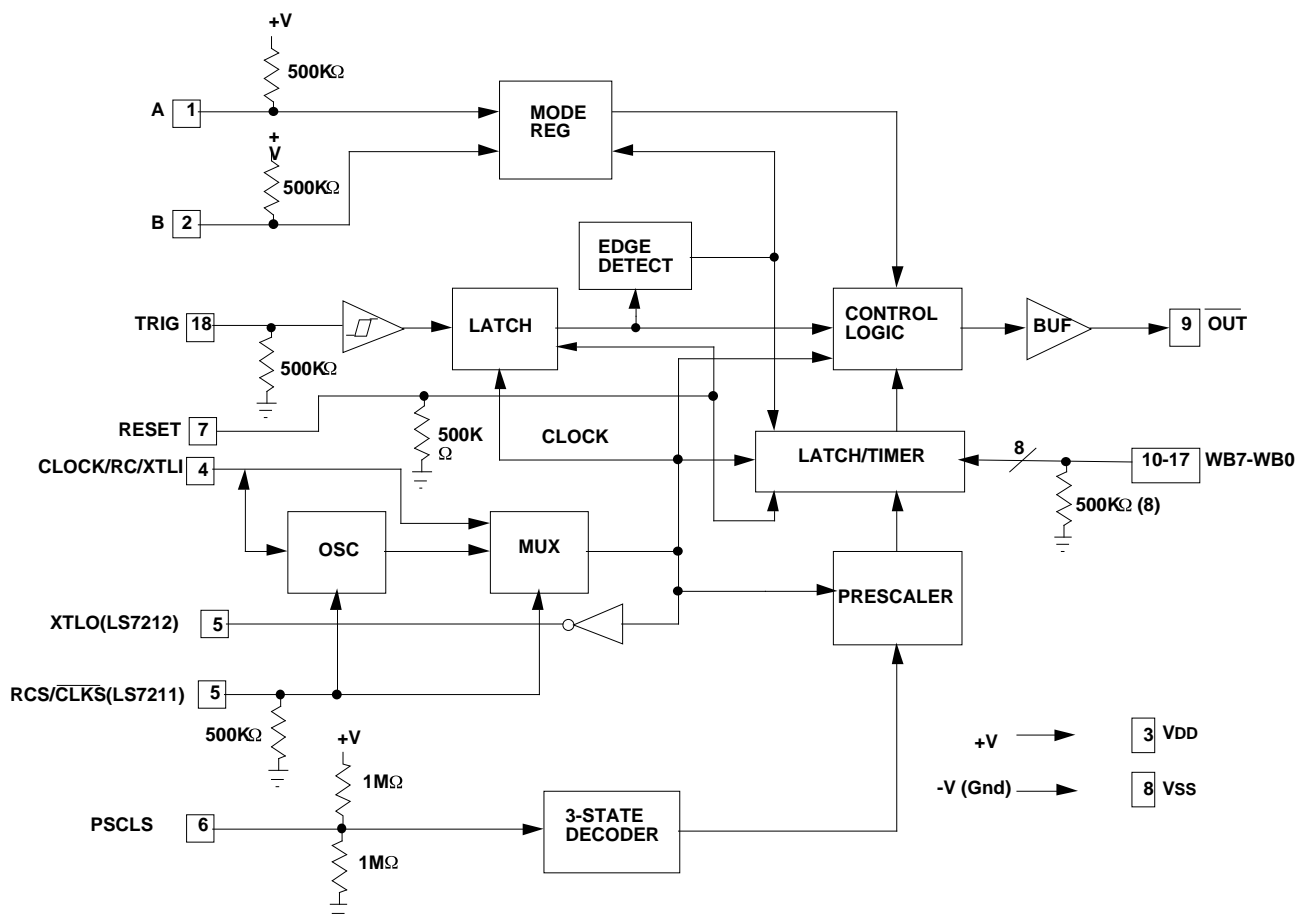 +V
500KΩ
A 1
MODE
REG
+
V
500KΩ
B 2
EDGE
DETECT
TRIG 18
LATCH
CONTROL
LOGIC
BUF
9 OUT
500KΩ
RESET 7
500K
Ω
CLOCK
CLOCK/RC/XTLI 4
LATCH/TIMER
8
10-17 WB7-WB0
500KΩ (8)
OSC
MUX
PRESCALER
XTLO(LS7212) 5
RCS/CLKS(LS7211) 5
500KΩ
+V
3 VDD
+V
1MΩ
-V (Gnd)
8 VSS
PSCLS 6
3-STATE
DECODER
1MΩ